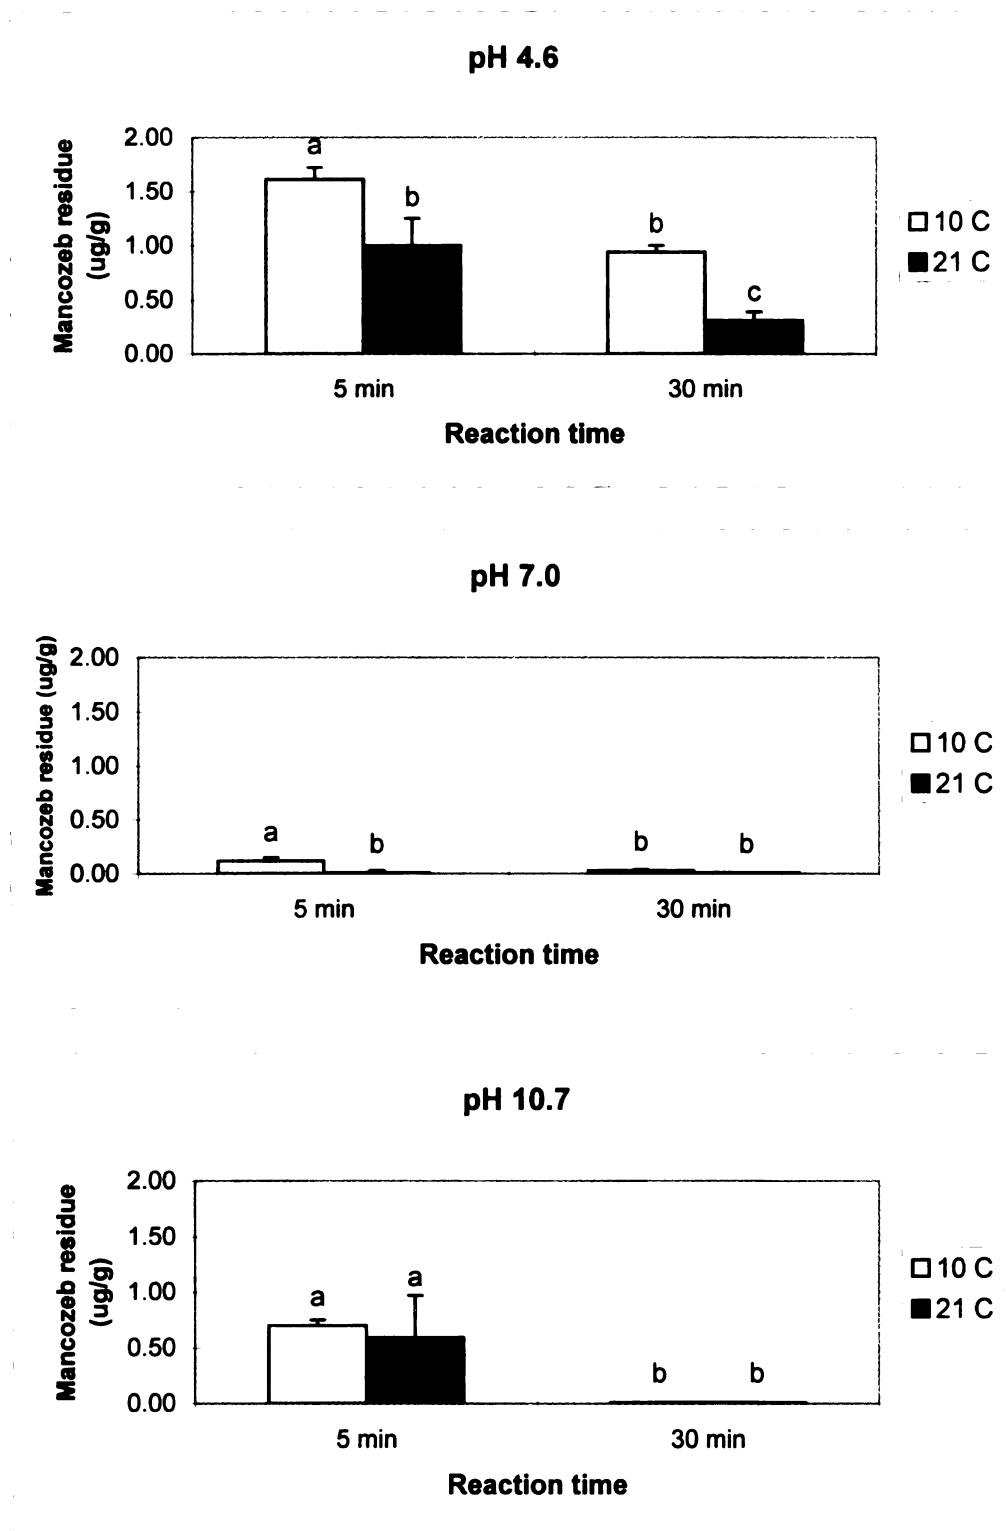 pH 4.6
Mancozeb residue
(ug/g)
2.00
1.50
1.00
0.50
0.00
a
b
b
c
10 C
21 C
5 min
30 min
Reaction time
pH 7.0
Mancozeb residue (ug/g)
2.00
1.50
1.00
0.50
0.00
a
b
b
b
10 C
21 C
5 min
30 min
Reaction time
pH 10.7
Mancozeb residue
(ug/g)
2.00
1.50
1.00
0.50
0.00
a
a
b
b
10 C
21 C
5 min
30 min
Reaction time